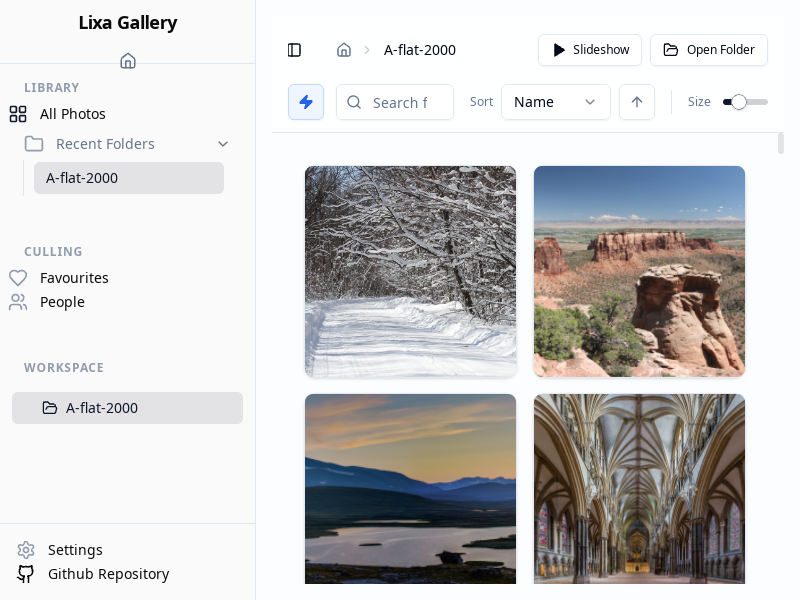 Lixa Gallery
LIBRARY
All Photos
Recent Folders
A-flat-2000
CULLING
Favourites
People
WORKSPACE
A-flat-2000
Settings
Github Repository
A-flat-2000
Slideshow
Open Folder
Search f
Sort
Name
Size